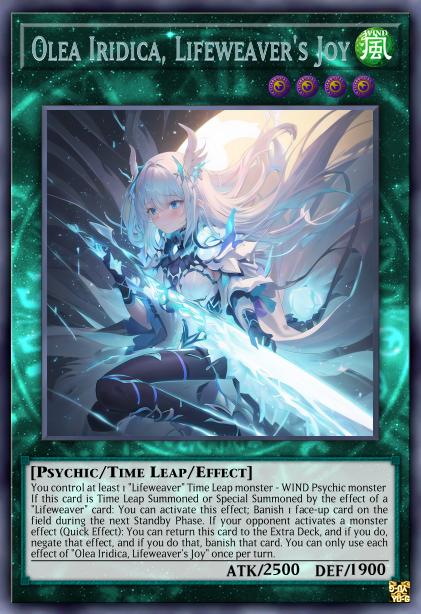 Olea Iridica, Lifeweaver's Joy
WIND
風
[Psychic/Time Leap/Effect]
You control at least 1 "Lifeweaver" Time Leap monster - WIND Psychic monster
If this card is Time Leap Summoned or Special Summoned by the effect of a
"Lifeweaver" card: You can activate this effect; Banish 1 face-up card on the
field during the next Standby Phase. If your opponent activates a monster
effect (Quick Effect): You can return this card to the Extra Deck, and if you do,
negate that effect, and if you do that, banish that card. You can only use each
effect of "Olea Iridica, Lifeweaver's Joy" once per turn.
ATK/2500 DEF/1900